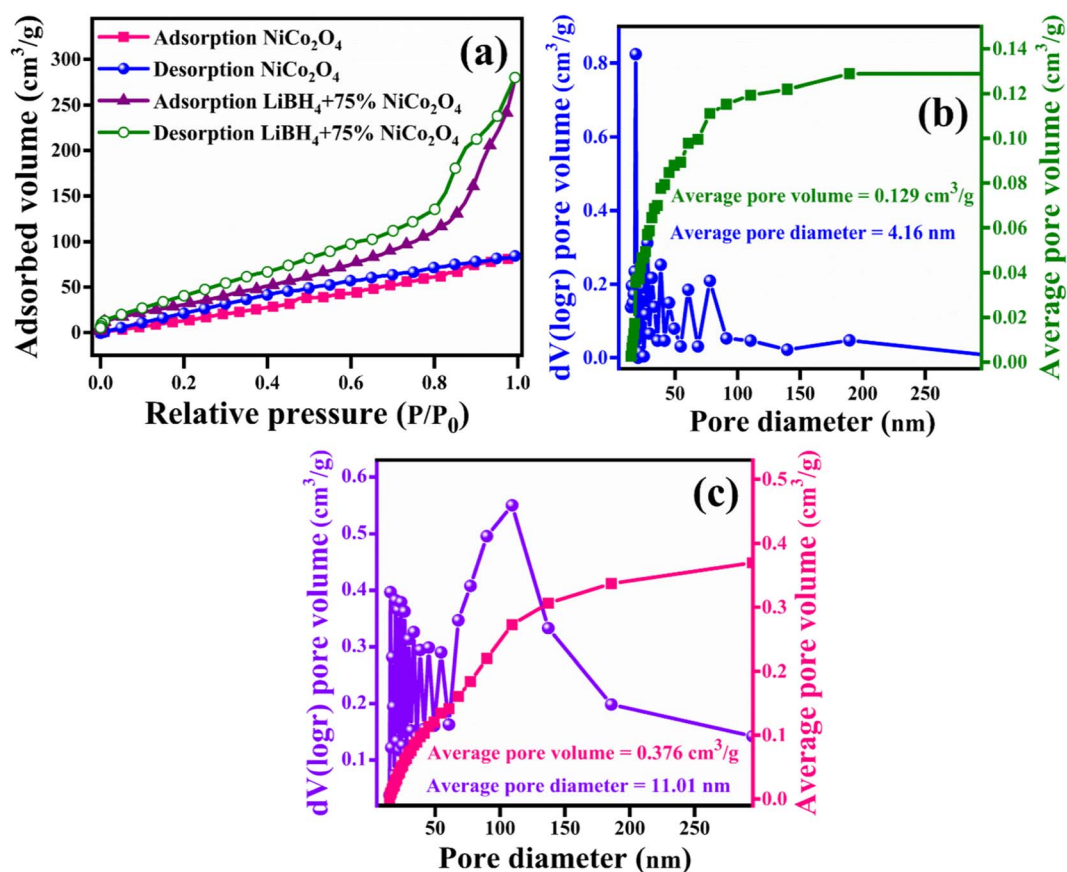 (a)
Adsorption NiCo₂O₄
Desorption NiCo₂O₄
Adsorption LiBH₄+75% NiCo₂O₄
Desorption LiBH₄+75% NiCo₂O₄
Adsorbed volume (cm³/g)
300
250
200
150
100
50
0
0.0 0.2 0.4 0.6 0.8 1.0
Relative pressure (P/P₀)
(b)
dV(logr) pore volume (cm³/g)
0.8
0.6
0.4
0.2
0.0
Average pore volume = 0.129 cm³/g
Average pore diameter = 4.16 nm
0.14
0.12
0.10
0.08
0.06
0.04
0.02
0.00
Average pore volume (cm³/g)
50 100 150 200 250
Pore diameter (nm)
(c)
dV(logr) pore volume (cm³/g)
0.6
0.5
0.4
0.3
0.2
0.1
Average pore volume = 0.376 cm³/g
Average pore diameter = 11.01 nm
0.5
0.4
0.3
0.2
0.1
0.0
Average pore volume (cm³/g)
50 100 150 200 250
Pore diameter (nm)